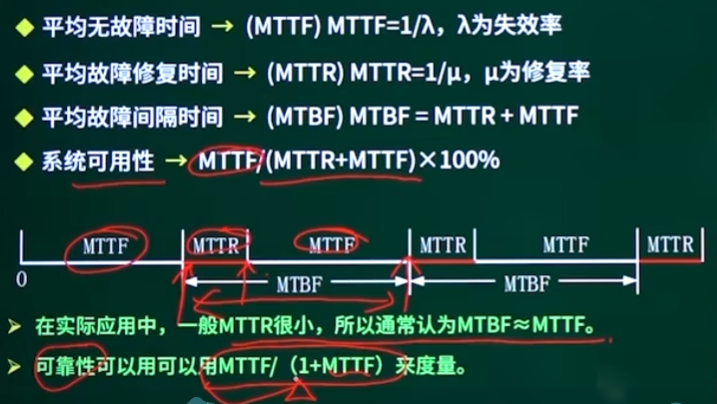 ◆ 平均无故障时间 → (MTTF) MTTF=1/λ，λ为失效率
◆ 平均故障修复时间 → (MTTR) MTTR=1/μ，μ为修复率
◆ 平均故障间隔时间 → (MTBF) MTBF = MTTR + MTTF
◆ 系统可用性 → MTTF/(MTTR+MTTF)×100%
MTTF MTTR MTTF MTTR MTTF MTTR
0 MTBF MTBF
➢ 在实际应用中，一般MTTR很小，所以通常认为MTBF≈MTTF。
➢ 可靠性可以用可以用MTTF/（1+MTTF）来度量。